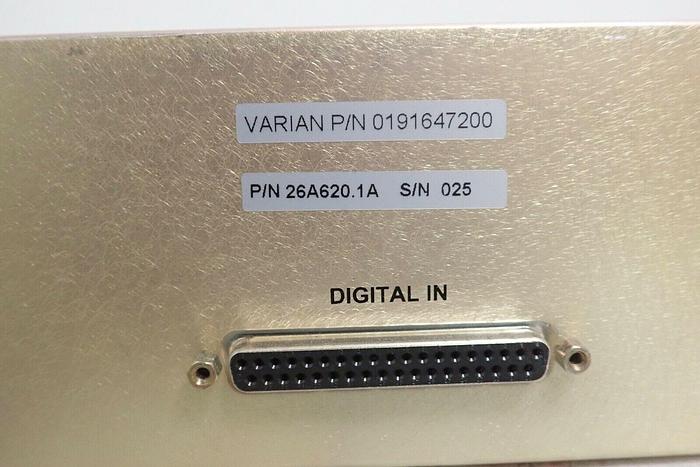 VARIAN P/N 0191647200
P/N 26A620.1A S/N 025
DIGITAL IN